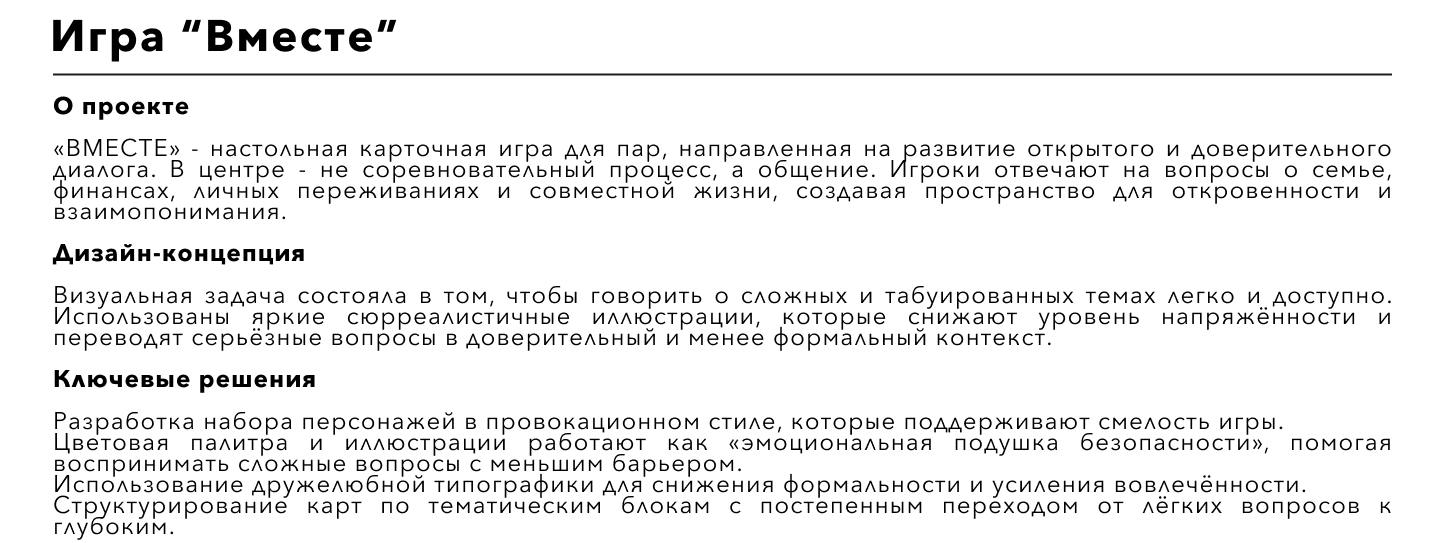 Игра “Вместе”
О проекте
«ВМЕСТЕ» - настольная карточная игра для пар, направленная на развитие открытого и доверительного
диалога. В центре - не соревновательный процесс, а общение. Игроки отвечают на вопросы о семье,
финансах, личных переживаниях и совместной жизни, создавая пространство для откровенности и
взаимопонимания.
Дизайн-концепция
Визуальная задача состояла в том, чтобы говорить о сложных и табуированных темах легко и доступно.
Использованы яркие сюрреалистичные иллюстрации, которые снижают уровень напряжённости и
переводят серьёзные вопросы в доверительный и менее формальный контекст.
Ключевые решения
Разработка набора персонажей в провокационном стиле, которые поддерживают смелость игры.
Цветовая палитра и иллюстрации работают как «эмоциональная подушка безопасности», помогая
воспринимать сложные вопросы с меньшим барьером.
Использование дружелюбной типографики для снижения формальности и усиления вовлечённости.
Структурирование карт по тематическим блокам с постепенным переходом от лёгких вопросов к
глубоким.